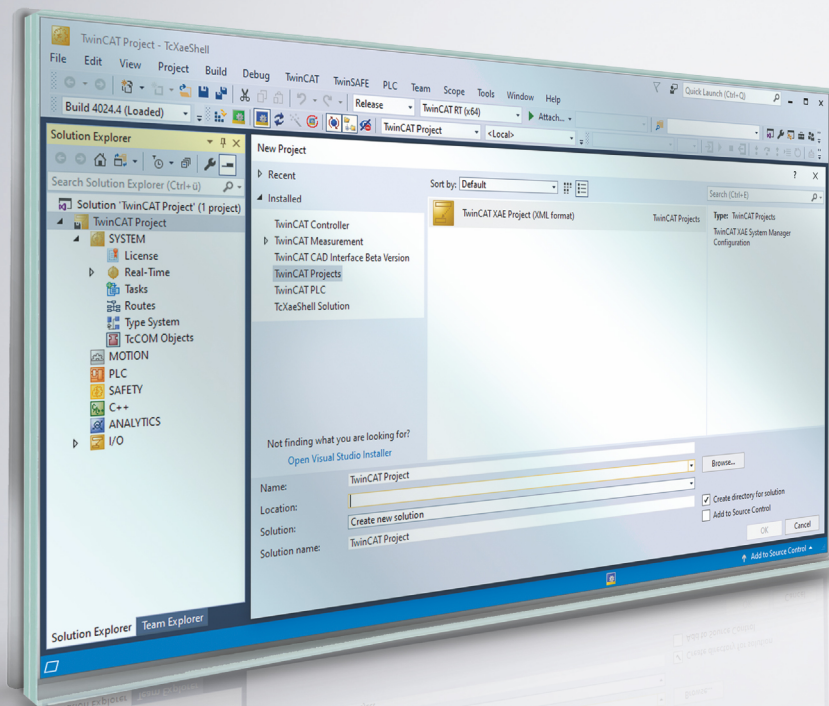 TwinCAT Project - TcXaeShell
File Edit View Project Build Debug TwinCAT TwinSAFE PLC Team Scope Tools Window Help
Quick Launch (Ctrl+Q)
Release TwinCAT RT (x64) Attach...
Build 4024.4 (Loaded) TwinCAT Project <Local>
Solution Explorer
Search Solution Explorer (Ctrl+ü)
Solution 'TwinCAT Project' (1 project)
TwinCAT Project
SYSTEM
License
Real-Time
Tasks
Routes
Type System
TcCOM Objects
MOTION
PLC
SAFETY
C++
ANALYTICS
I/O
Solution Explorer Team Explorer
New Project
? X
Recent
Installed
TwinCAT Controller
TwinCAT Measurement
TwinCAT CAD Interface Beta Version
TwinCAT Projects
TwinCAT PLC
TcXaeShell Solution
Not finding what you are looking for?
Open Visual Studio Installer
Sort by: Default
TwinCAT XAE Project (XML format) TwinCAT Projects
Search (Ctrl+E)
Type: TwinCAT Projects
TwinCAT XAE System Manager
Configuration
Name: TwinCAT Project
Location: Browse...
Solution: Create new solution
Solution name: TwinCAT Project
Create directory for solution
Add to Source Control
OK Cancel
Add to Source Control